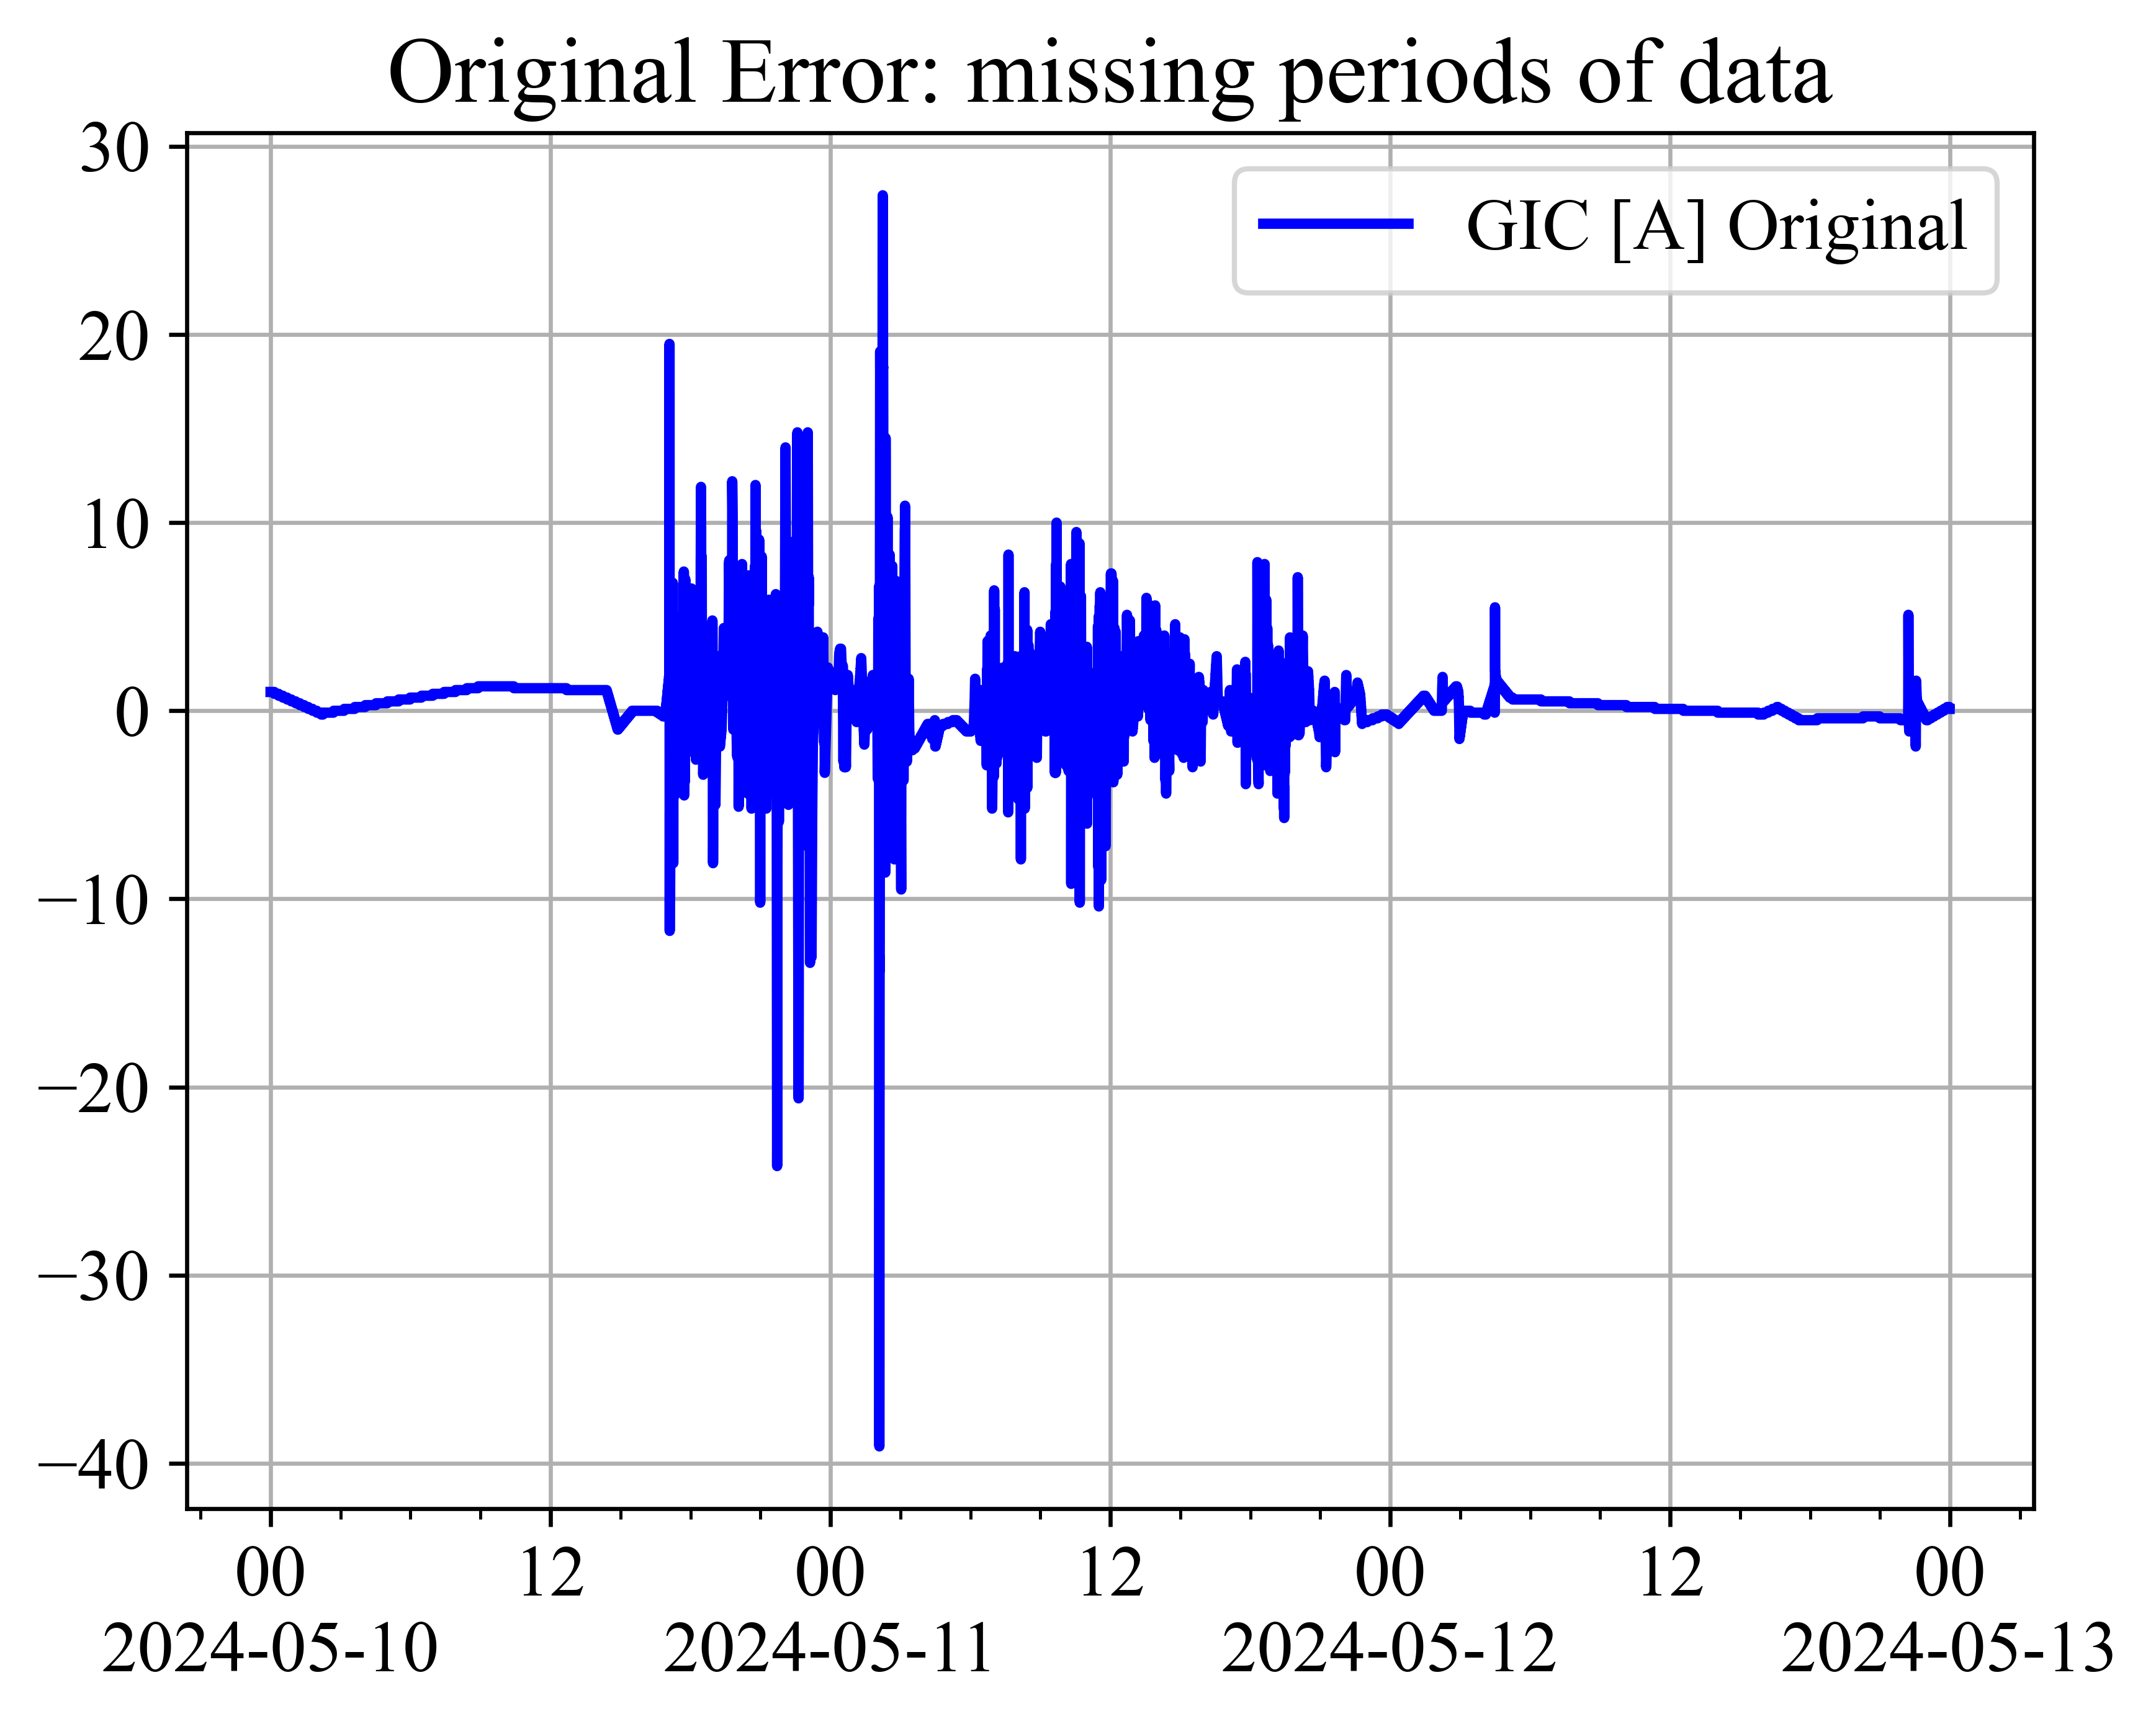 Original Error: missing periods of data
GIC [A] Original
30
20
10
0
−10
−20
−30
−40
00 12 00 12 00 12 00
2024-05-10 2024-05-11 2024-05-12 2024-05-13